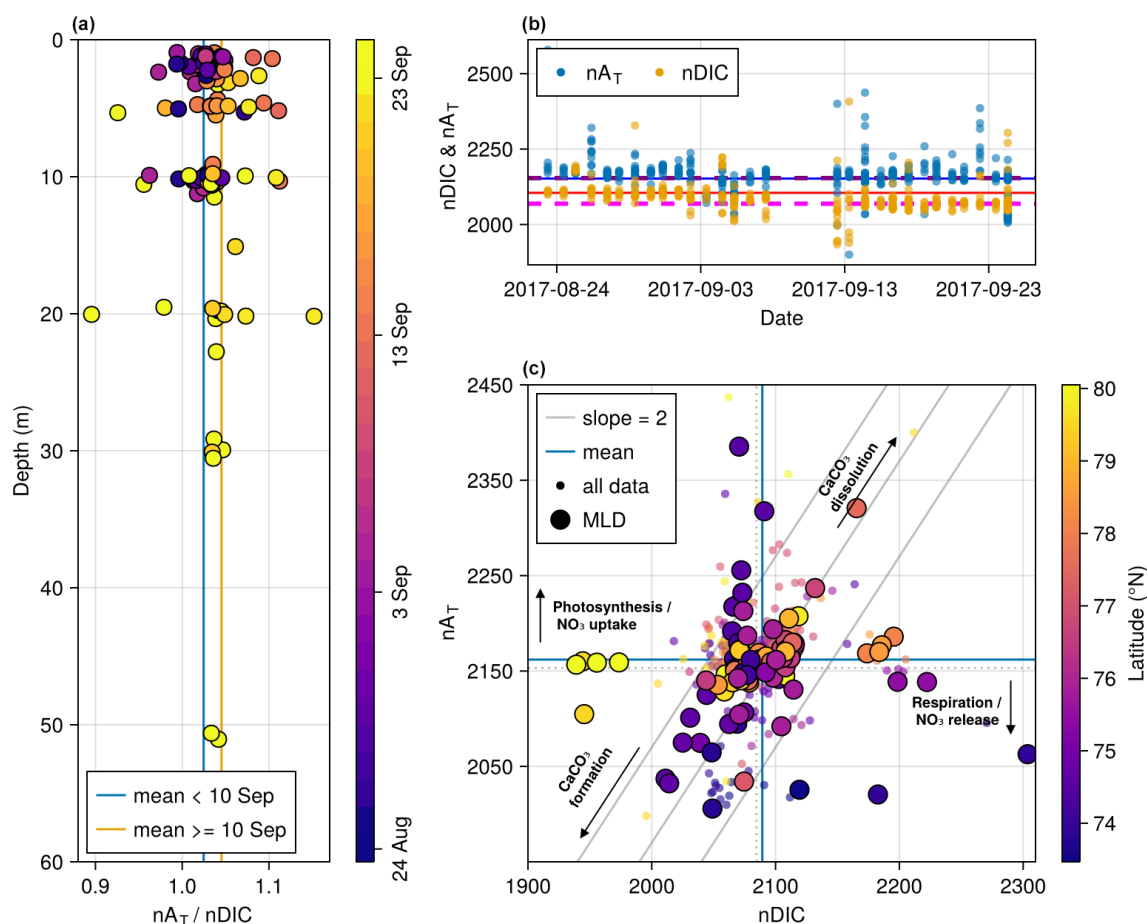 (a)
0
10
20
30
40
50
60
Depth (m)
mean < 10 Sep
mean >= 10 Sep
0.9
1.0
1.1
nA_T / nDIC
23 Sep
13 Sep
3 Sep
24 Aug
(b)
2500
2250
2000
nDIC & nA_T
nA_T
nDIC
2017-08-24
2017-09-03
2017-09-13
2017-09-23
Date
(c)
2450
2350
2250
2150
2050
nA_T
slope = 2
mean
all data
MLD
CaCO₃
dissolution
Photosynthesis /
NO₃ uptake
Respiration /
NO₃ release
CaCO₃
formation
1900
2000
2100
2200
2300
nDIC
80
79
78
77
76
75
74
Latitude (°N)